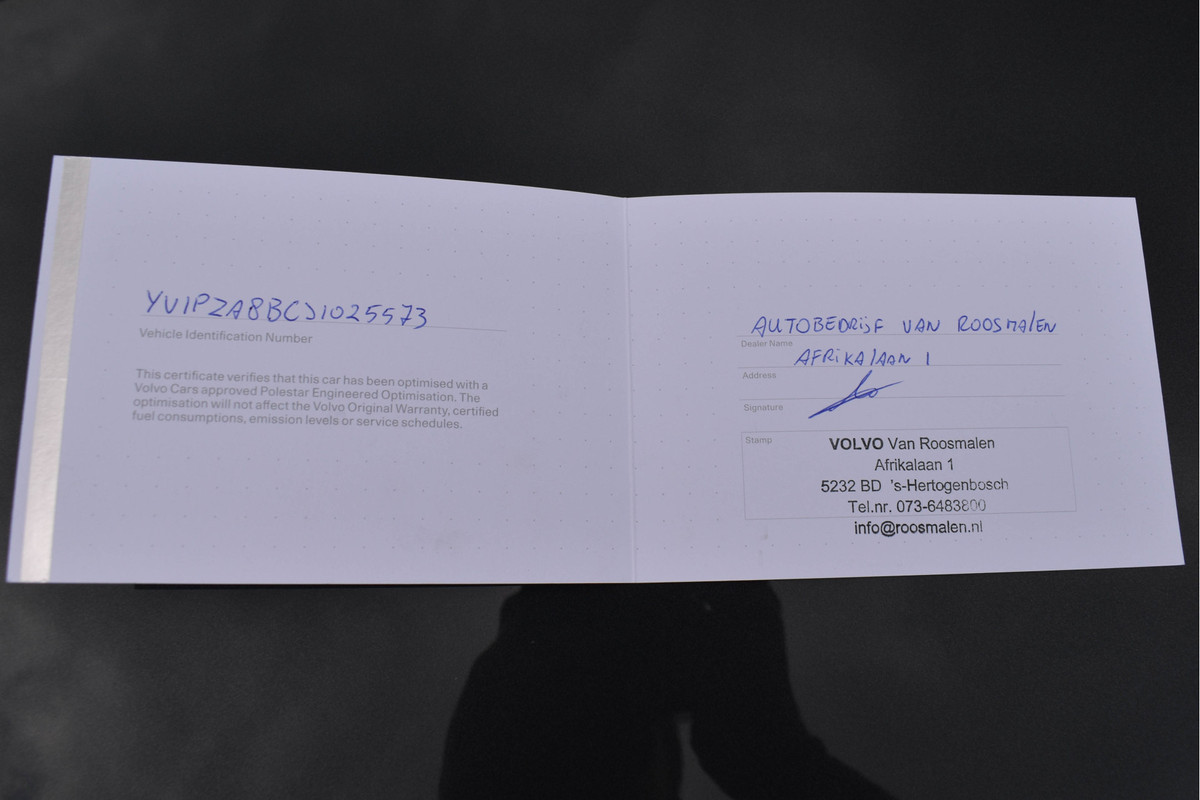 YV1PZA8BCJ1025573
Vehicle Identification Number
This certificate verifies that this car has been optimised with a
Volvo Cars approved Polestar Engineered Optimisation. The
optimisation will not affect the Volvo Original Warranty, certified
fuel consumptions, emission levels or service schedules.
AUTOBEDRIJF VAN ROOSMALEN
Dealer Name
AFRIKALAAN 1
Address
Signature
Stamp
VOLVO Van Roosmalen
Afrikalaan 1
5232 BD 's-Hertogenbosch
Tel.nr. 073-6483800
info@roosmalen.nl